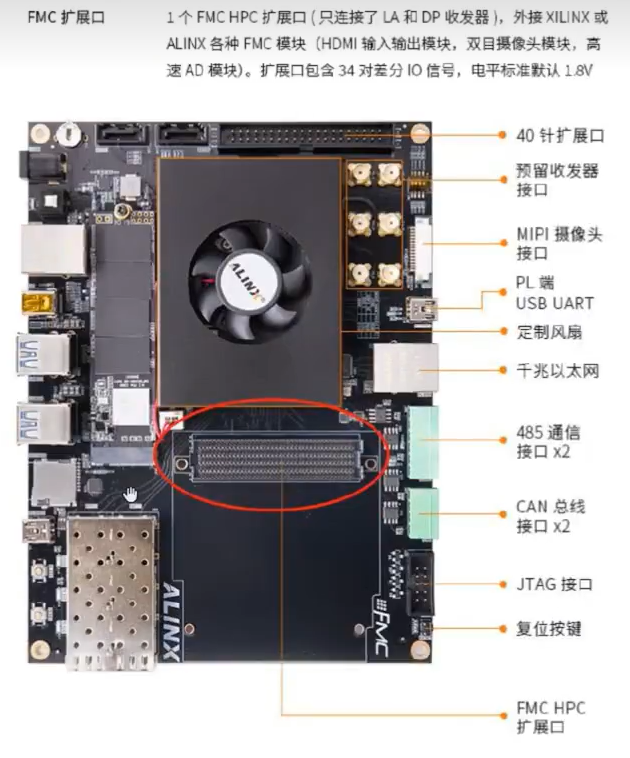 FMC 扩展口
1 个 FMC HPC 扩展口 ( 只连接了 LA 和 DP 收发器 )，外接 XILINX 或
ALINX 各种 FMC 模块（HDMI 输入输出模块，双目摄像头模块，高
速 AD 模块）。扩展口包含 34 对差分 IO 信号，电平标准默认 1.8V
40 针扩展口
预留收发器
接口
MIPI 摄像头
接口
PL 端
USB UART
定制风扇
千兆以太网
485 通信
接口 x2
CAN 总线
接口 x2
JTAG 接口
复位按键
FMC HPC
扩展口
ALINX
ALINX
FMC